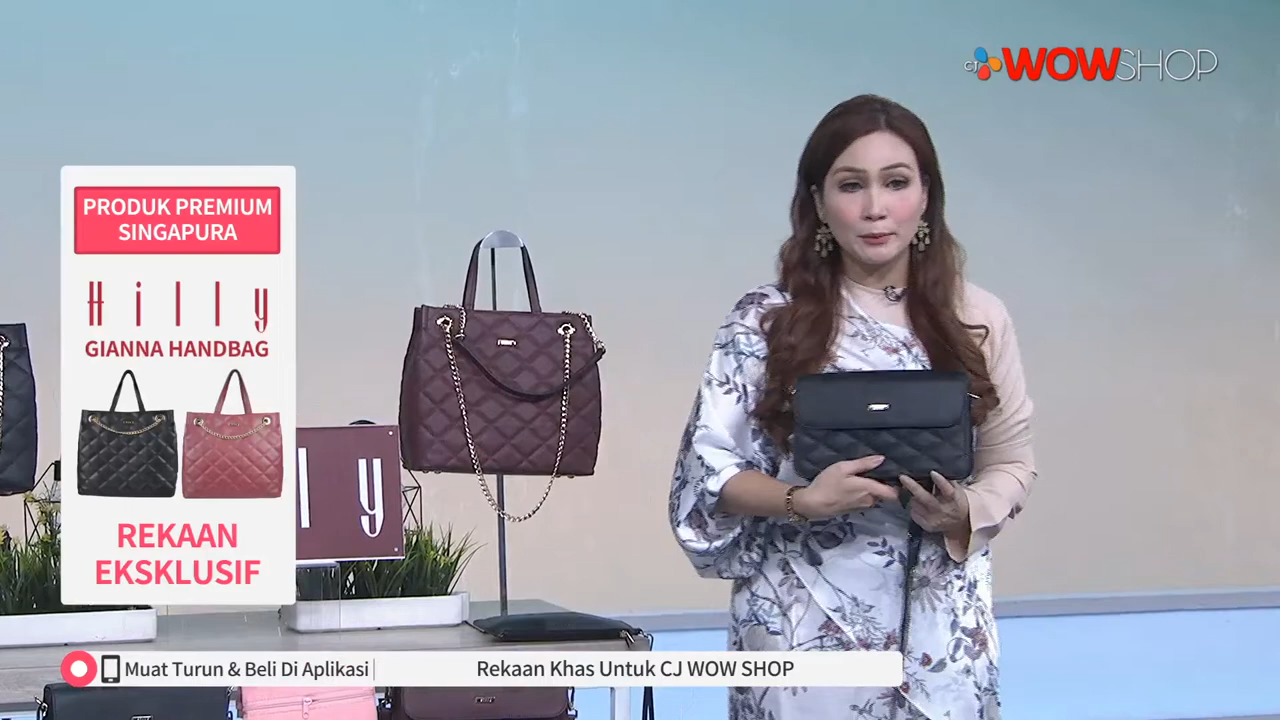 CJ WOWSHOP
PRODUK PREMIUM
SINGAPURA
Hilly
GIANNA HANDBAG
REKAAN
EKSKLUSIF
lly
Muat Turun & Beli Di Aplikasi
Rekaan Khas Untuk CJ WOW SHOP